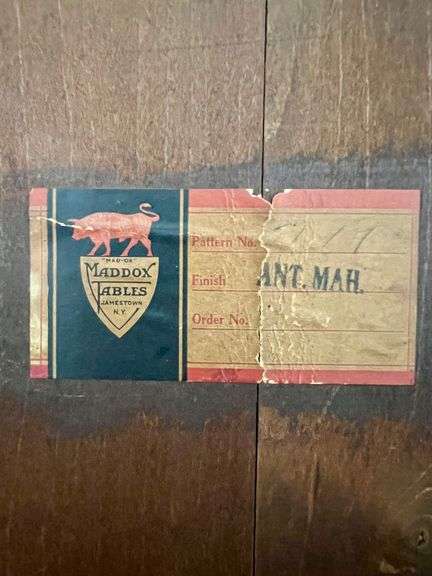 "MAD-OX"
MADDOX
TABLES
JAMESTOWN
N.Y.
Pattern No.
Finish ANT. MAH.
Order No.